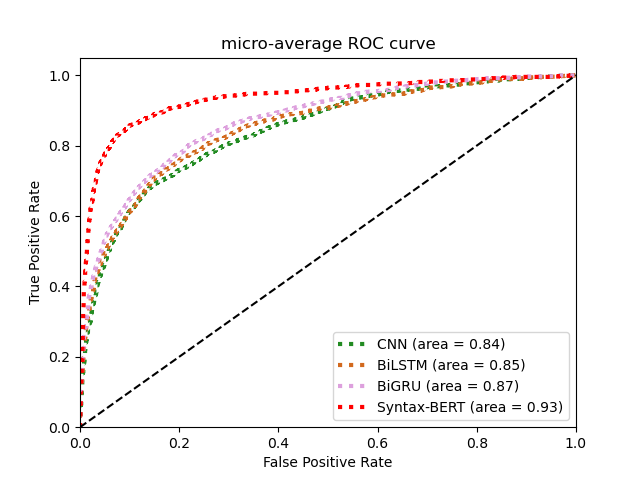 micro-average ROC curve
1.0
0.8
0.6
0.4
0.2
0.0
True Positive Rate
CNN (area = 0.84)
BiLSTM (area = 0.85)
BiGRU (area = 0.87)
Syntax-BERT (area = 0.93)
0.0 0.2 0.4 0.6 0.8 1.0
False Positive Rate